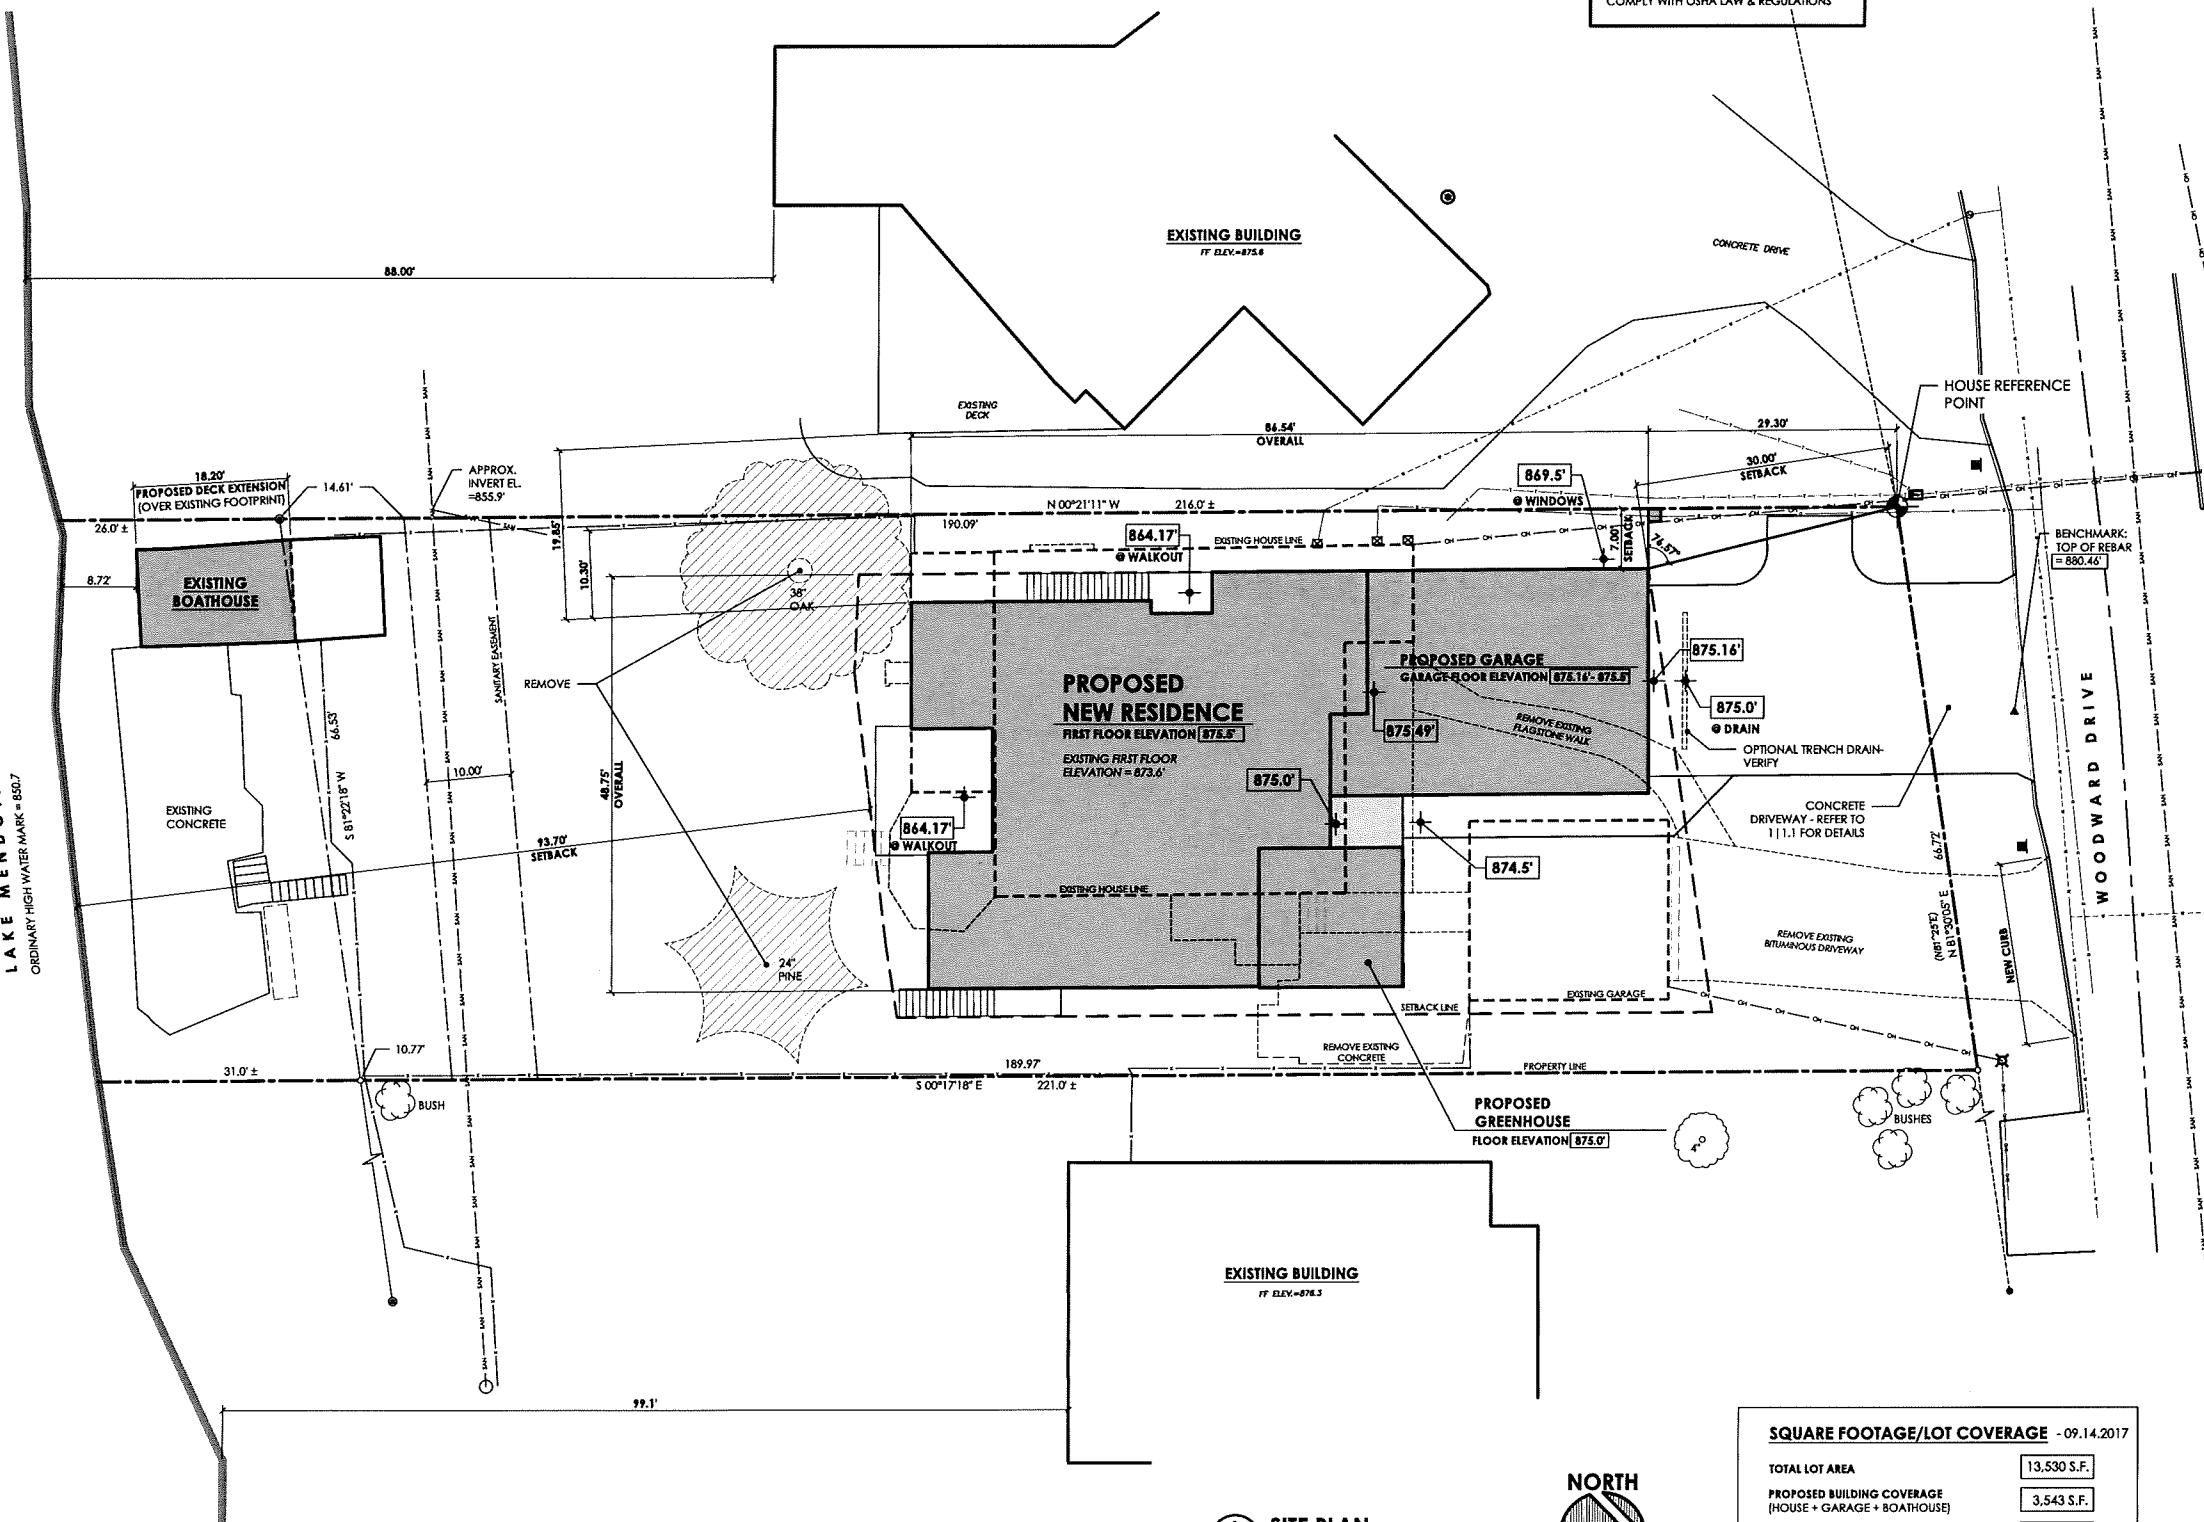 COMPLY WITH OSHA LAW & REGULATIONS
EXISTING BUILDING
FF ELEV.=875.8
CONCRETE DRIVE
88.00'
HOUSE REFERENCE
POINT
EXISTING
DECK
86.54'
OVERALL
29.30'
30.00'
SETBACK
APPROX.
INVERT EL.
=855.9'
18.20'
PROPOSED DECK EXTENSION
(OVER EXISTING FOOTPRINT)
14.61'
869.5'
@ WINDOWS
N 00°21'11" W
216.0' ±
190.09'
26.0' ±
19.85'
10.30'
864.17'
@ WALKOUT
EXISTING HOUSE LINE
7.00'
SETBACK
76.57°
BENCHMARK:
TOP OF REBAR
= 880.46'
8.72'
EXISTING
BOATHOUSE
38"
OAK
SANITARY EASEMENT
REMOVE
PROPOSED
NEW RESIDENCE
FIRST FLOOR ELEVATION 875.5'
EXISTING FIRST FLOOR
ELEVATION = 873.6'
PROPOSED GARAGE
GARAGE FLOOR ELEVATION 875.16'- 875.5'
875.16'
875.0'
@ DRAIN
REMOVE EXISTING
FLAGSTONE WALK
875.49'
OPTIONAL TRENCH DRAIN-
VERIFY
66.53'
S 81°22'18" W
10.00'
48.75'
OVERALL
875.0'
EXISTING
CONCRETE
864.17'
@ WALKOUT
93.70'
SETBACK
CONCRETE
DRIVEWAY - REFER TO
1|1.1 FOR DETAILS
874.5'
EXISTING HOUSE LINE
66.72'
(N81°25'E)
N 81°30'05" E
WOODWARD DRIVE
LAKE MENDO
ORDINARY HIGH WATER MARK = 850.7
24"
PINE
REMOVE EXISTING
BITUMINOUS DRIVEWAY
NEW CURB
EXISTING GARAGE
SETBACK LINE
REMOVE EXISTING
CONCRETE
10.77'
31.0' ±
189.97'
S 00°17'18" E
221.0' ±
PROPERTY LINE
BUSH
PROPOSED
GREENHOUSE
FLOOR ELEVATION 875.0'
BUSHES
EXISTING BUILDING
FF ELEV.=876.3
99.1'
SQUARE FOOTAGE/LOT COVERAGE - 09.14.2017
TOTAL LOT AREA 13,530 S.F.
PROPOSED BUILDING COVERAGE 3,543 S.F.
(HOUSE + GARAGE + BOATHOUSE)
NORTH
SITE PLAN